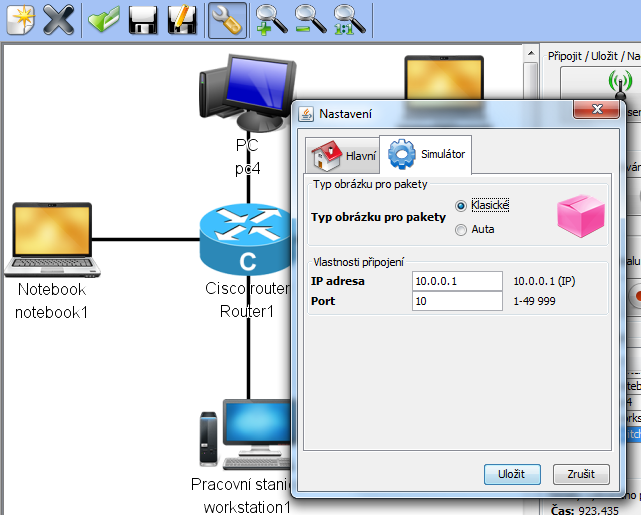 1:1
Připojit / Uložit / Na
PC
pc4
Notebook
notebook1
C
Cisco router
Router1
Pracovní stani
workstation1
Nastavení
Hlavní
Simulátor
Typ obrázku pro pakety
Typ obrázku pro pakety
Klasické
Auta
Vlastnosti připojení
IP adresa
10.0.0.1
10.0.0.1 (IP)
Port
10
1-49 999
Uložit
Zrušit
Čas: 923.435